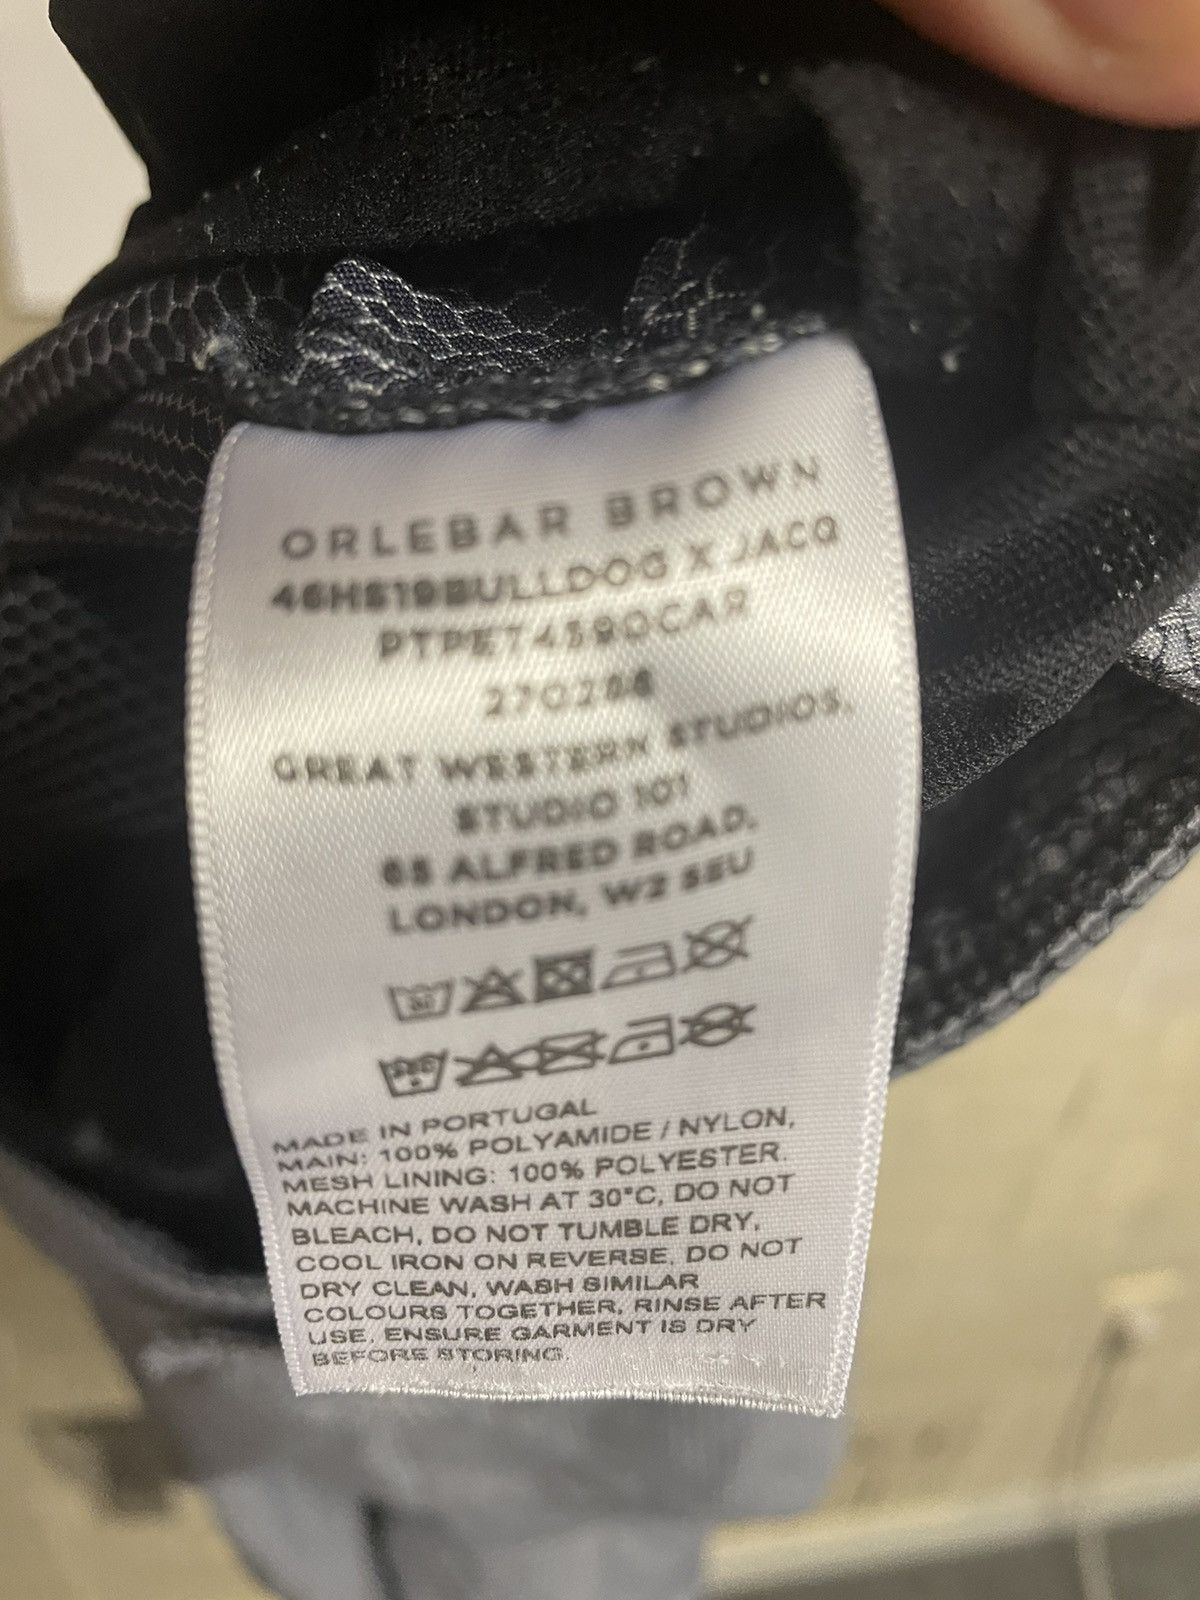 ORLEBAR BROWN
46HS19BULLDOG X JACQ
PTPET4590CAR
270286
GREAT WESTERN STUDIOS,
STUDIO 101
65 ALFRED ROAD,
LONDON, W2 5EU
30
MADE IN PORTUGAL
MAIN: 100% POLYAMIDE / NYLON,
MESH LINING: 100% POLYESTER.
MACHINE WASH AT 30°C, DO NOT
BLEACH, DO NOT TUMBLE DRY,
COOL IRON ON REVERSE, DO NOT
DRY CLEAN, WASH SIMILAR
COLOURS TOGETHER, RINSE AFTER
USE. ENSURE GARMENT IS DRY
BEFORE STORING.